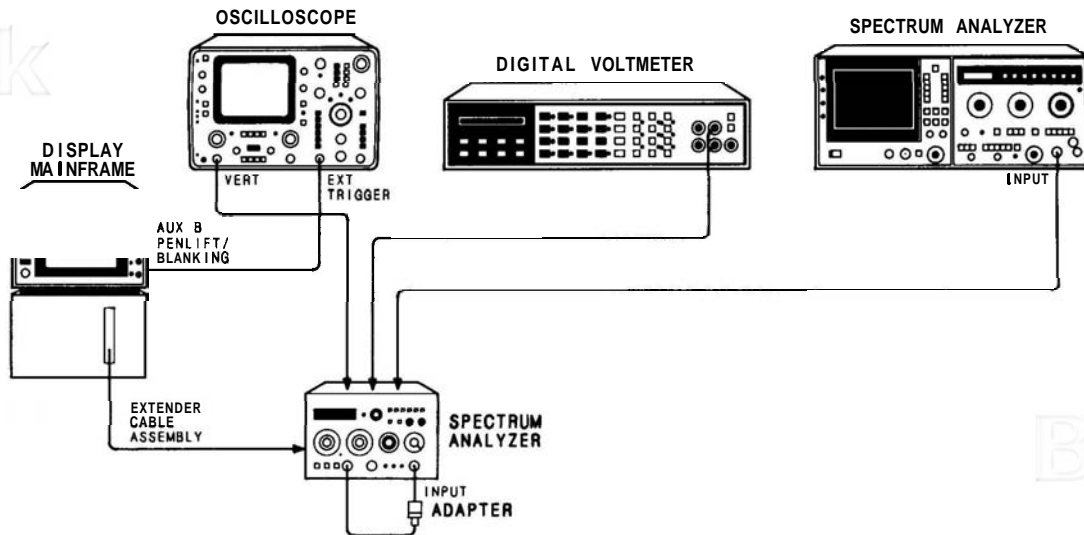 OSCILLOSCOPE
SPECTRUM ANALYZER
DIGITAL VOLTMETER
DISPLAY
MAINFRAME
VERT
EXT
TRIGGER
INPUT
AUX B
PENLIFT/
BLANKING
EXTENDER
CABLE
ASSEMBLY
SPECTRUM
ANALYZER
INPUT
ADAPTER
k
B